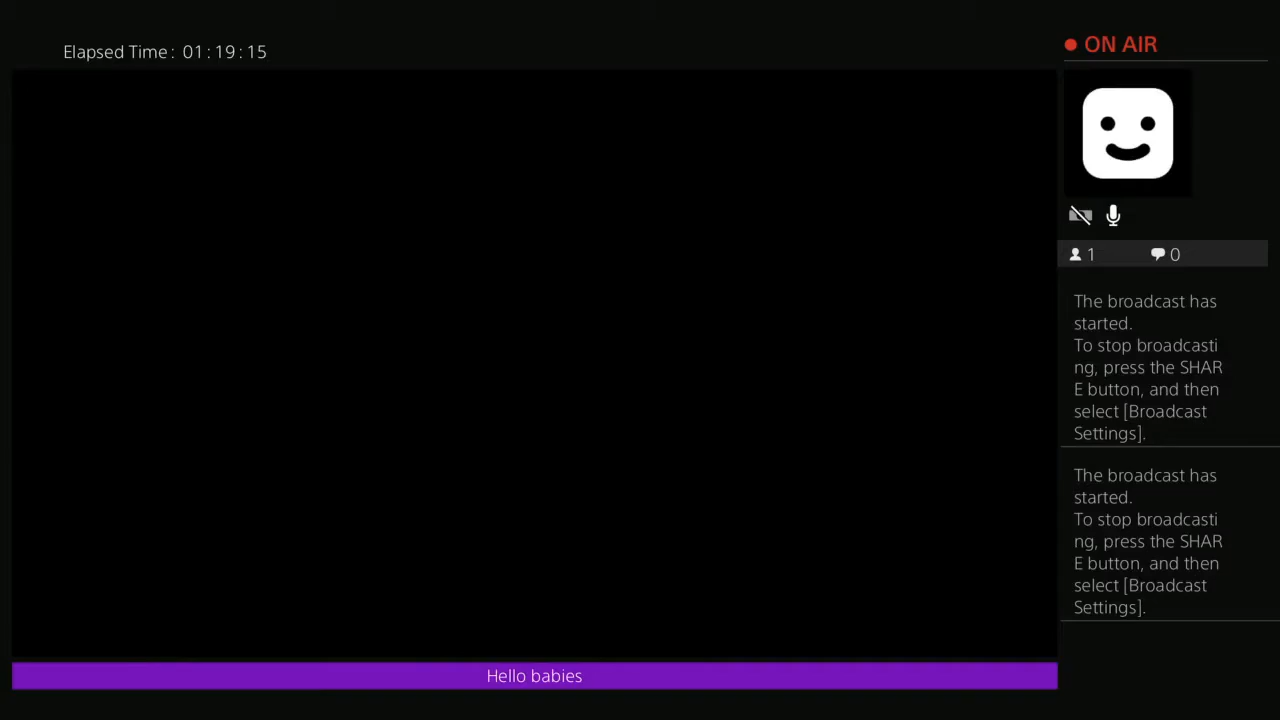 Elapsed Time: 01:19:15
ON AIR
1 0
The broadcast has
started.
To stop broadcasti
ng, press the SHAR
E button, and then
select [Broadcast
Settings].
The broadcast has
started.
To stop broadcasti
ng, press the SHAR
E button, and then
select [Broadcast
Settings].
Hello babies